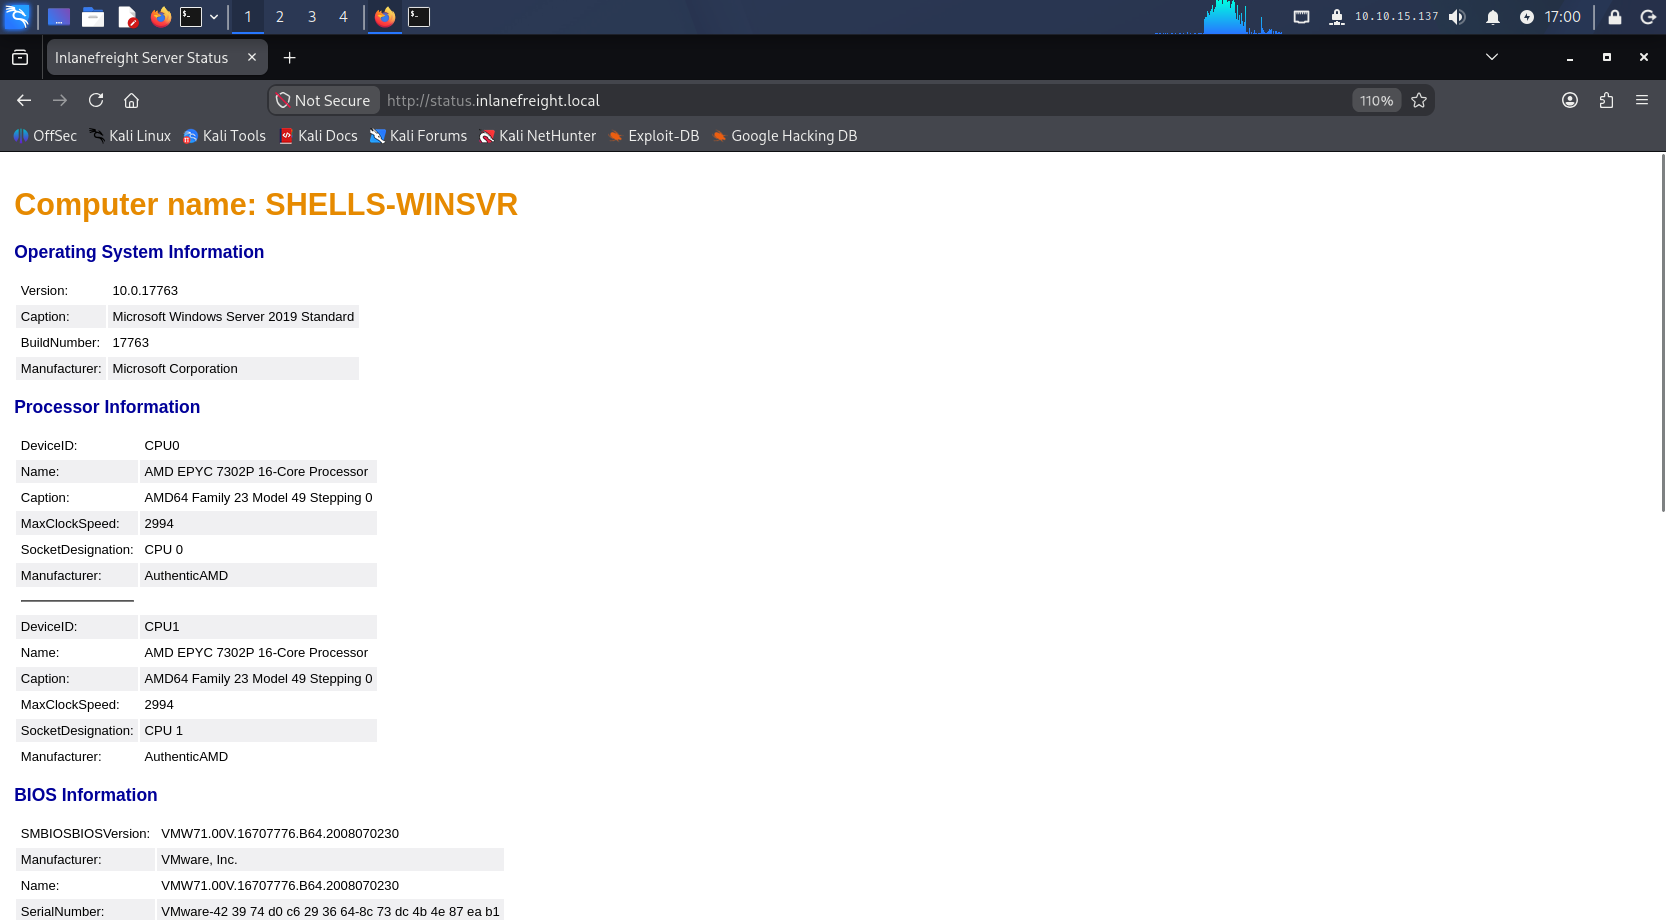 1 2 3 4 10.10.15.137 17:00
Inlanefreight Server Status
Not Secure http://status.inlanefreight.local 110%
OffSec Kali Linux Kali Tools Kali Docs Kali Forums Kali NetHunter Exploit-DB Google Hacking DB
Computer name: SHELLS-WINSVR
Operating System Information
Version: 10.0.17763
Caption: Microsoft Windows Server 2019 Standard
BuildNumber: 17763
Manufacturer: Microsoft Corporation
Processor Information
DeviceID: CPU0
Name: AMD EPYC 7302P 16-Core Processor
Caption: AMD64 Family 23 Model 49 Stepping 0
MaxClockSpeed: 2994
SocketDesignation: CPU 0
Manufacturer: AuthenticAMD
DeviceID: CPU1
Name: AMD EPYC 7302P 16-Core Processor
Caption: AMD64 Family 23 Model 49 Stepping 0
MaxClockSpeed: 2994
SocketDesignation: CPU 1
Manufacturer: AuthenticAMD
BIOS Information
SMBIOSBIOSVersion: VMW71.00V.16707776.B64.2008070230
Manufacturer: VMware, Inc.
Name: VMW71.00V.16707776.B64.2008070230
SerialNumber: VMware-42 39 74 d0 c6 29 36 64-8c 73 dc 4b 4e 87 ea b1